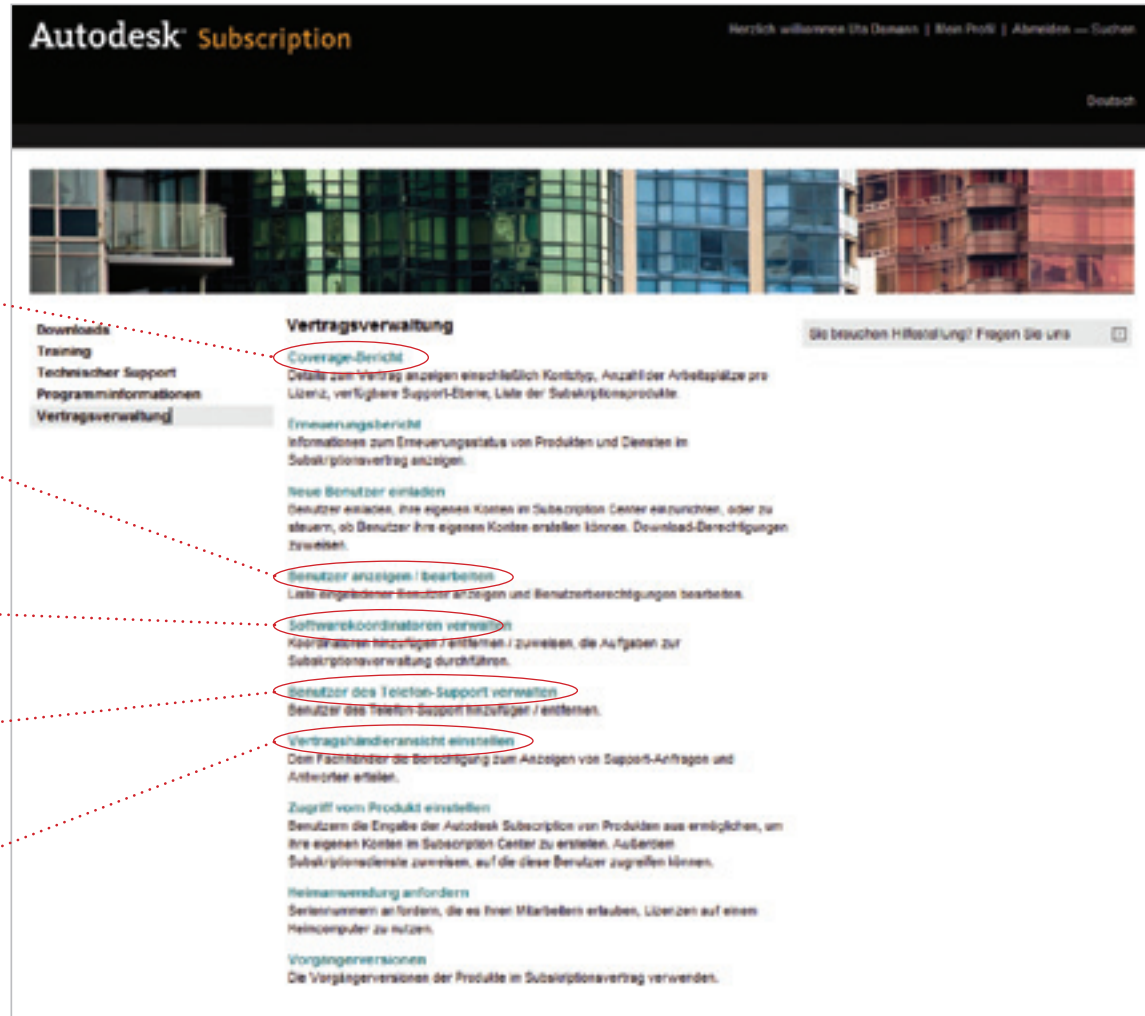 Autodesk Subscription
Herzlich willkommen Uta Domann | Mein Profil | Abmelden — Suchen
Deutsch
Downloads
Training
Technischer Support
Programminformationen
Vertragsverwaltung
Vertragsverwaltung
Coverage-Bericht
Details zum Vertrag anzeigen einschließlich Kontotyp, Anzahl der Arbeitsplätze pro
Lizenz, verfügbare Support-Ebene, Liste der Subskriptionsprodukte.
Erneuerungsbericht
Informationen zum Erneuerungsstatus von Produkten und Diensten im
Subskriptionsvertrag anzeigen.
Neue Benutzer einladen
Benutzer einladen, ihre eigenen Konten im Subscription Center einzurichten, oder zu
steuern, ob Benutzer ihre eigenen Konten erstellen können. Download-Berechtigungen
zuweisen.
Benutzer anzeigen / bearbeiten
Liste eingeladener Benutzer anzeigen und Benutzerberechtigungen bearbeiten.
Softwarekoordinatoren verwalten
Koordinatoren hinzufügen / entfernen / zuweisen, die Aufgaben zur
Subskriptionsverwaltung durchführen.
Benutzer des Telefon-Support verwalten
Benutzer des Telefon-Support hinzufügen / entfernen.
Vertragshändleransicht einstellen
Dem Fachhändler die Berechtigung zum Anzeigen von Support-Anfragen und
Antworten erteilen.
Zugriff vom Produkt einstellen
Benutzern die Eingabe der Autodesk Subscription von Produkten aus ermöglichen, um
ihre eigenen Konten im Subscription Center zu erstellen. Außerdem
Subskriptionsdienste zuweisen, auf die diese Benutzer zugreifen können.
Heimanwendung anfordern
Seriennummern anfordern, die es Ihren Mitarbeitern erlauben, Lizenzen auf einem
Heimcomputer zu nutzen.
Vorgängerversionen
Die Vorgängerversionen der Produkte im Subskriptionsvertrag verwenden.
Sie brauchen Hilfestellung? Fragen Sie uns